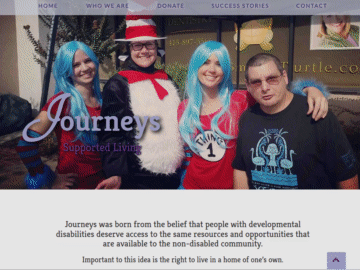 HOME WHO WE ARE DONATE SUCCESS STORIES CONTACT
Turtle.com
Journeys
Supported Living
THING
1
Journeys was born from the belief that people with developmental
disabilities deserve access to the same resources and opportunities that
are available to the non-disabled community.
Important to this idea is the right to live in a home of one's own.